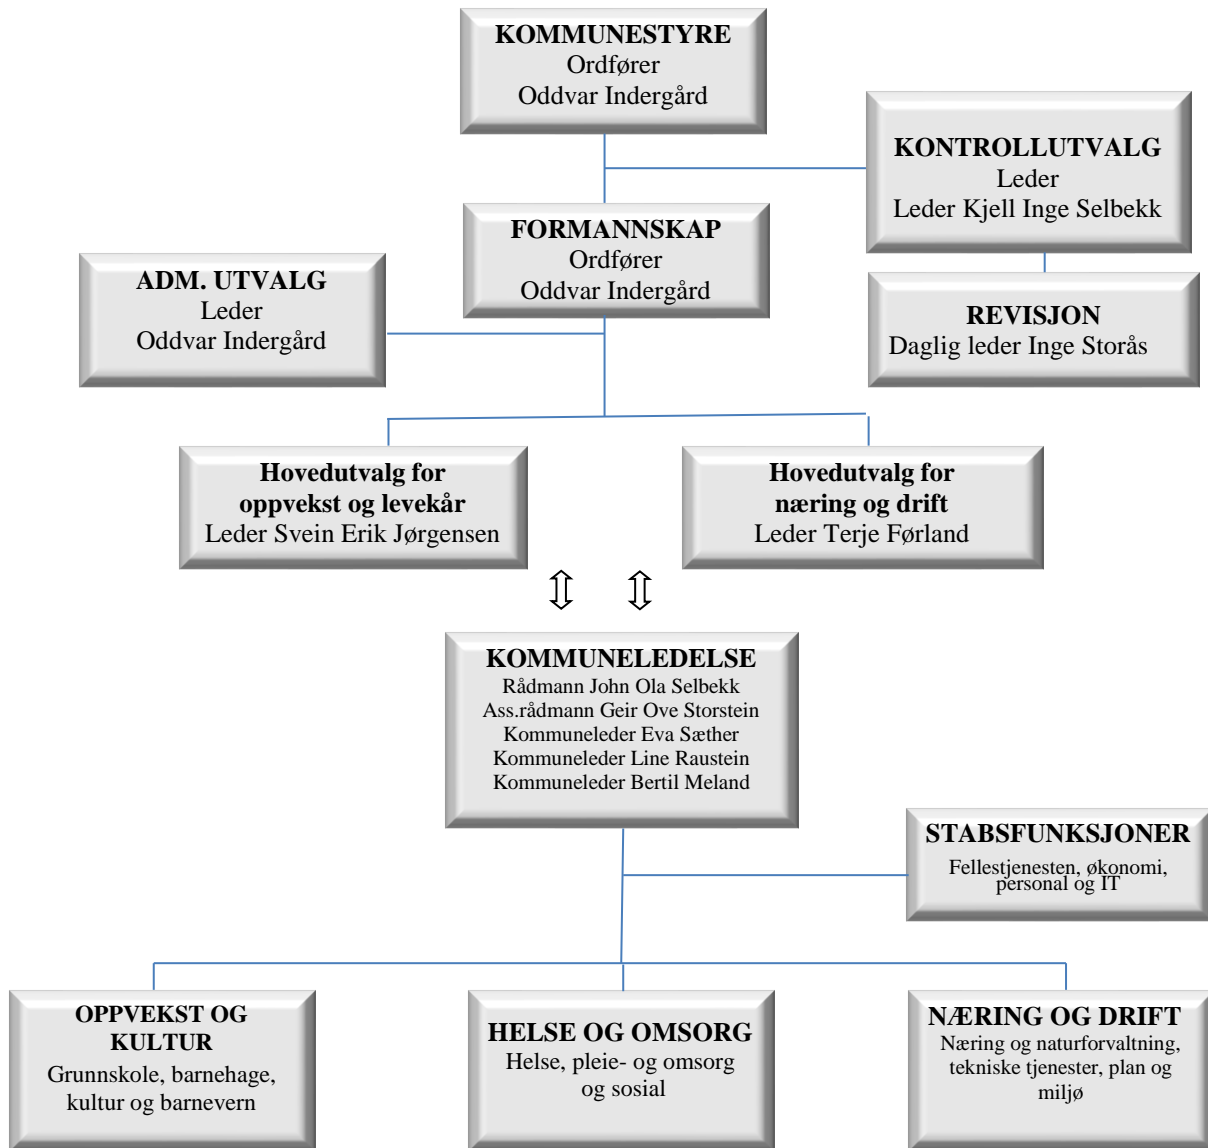 KOMMUNESTYRE
Ordfører
Oddvar Indergård
KONTROLLUTVALG
Leder
Leder Kjell Inge Selbekk
FORMANNSKAP
Ordfører
Oddvar Indergård
ADM. UTVALG
Leder
Oddvar Indergård
REVISJON
Daglig leder Inge Storås
Hovedutvalg for
oppvekst og levekår
Leder Svein Erik Jørgensen
Hovedutvalg for
næring og drift
Leder Terje Førland
KOMMUNELEDELSE
Rådmann John Ola Selbekk
Ass.rådmann Geir Ove Storstein
Kommuneleder Eva Sæther
Kommuneleder Line Raustein
Kommuneleder Bertil Meland
STABSFUNKSJONER
Fellestjenesten, økonomi,
personal og IT
OPPVEKST OG
KULTUR
Grunnskole, barnehage,
kultur og barnevern
HELSE OG OMSORG
Helse, pleie- og omsorg
og sosial
NÆRING OG DRIFT
Næring og naturforvaltning,
tekniske tjenester, plan og
miljø